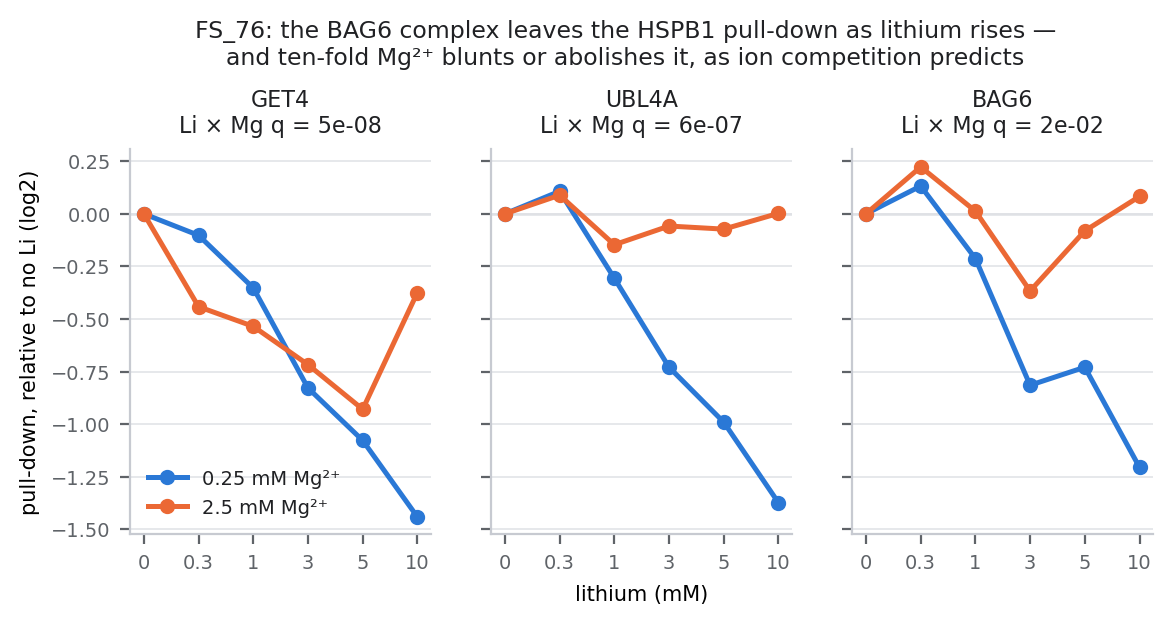 FS_76: the BAG6 complex leaves the HSPB1 pull-down as lithium rises —
and ten-fold Mg²⁺ blunts or abolishes it, as ion competition predicts
GET4
Li × Mg q = 5e-08
UBL4A
Li × Mg q = 6e-07
BAG6
Li × Mg q = 2e-02
pull-down, relative to no Li (log2)
0.25
0.00
−0.25
−0.50
−0.75
−1.00
−1.25
−1.50
0.25 mM Mg²⁺
2.5 mM Mg²⁺
0 0.3 1 3 5 10
0 0.3 1 3 5 10
0 0.3 1 3 5 10
lithium (mM)